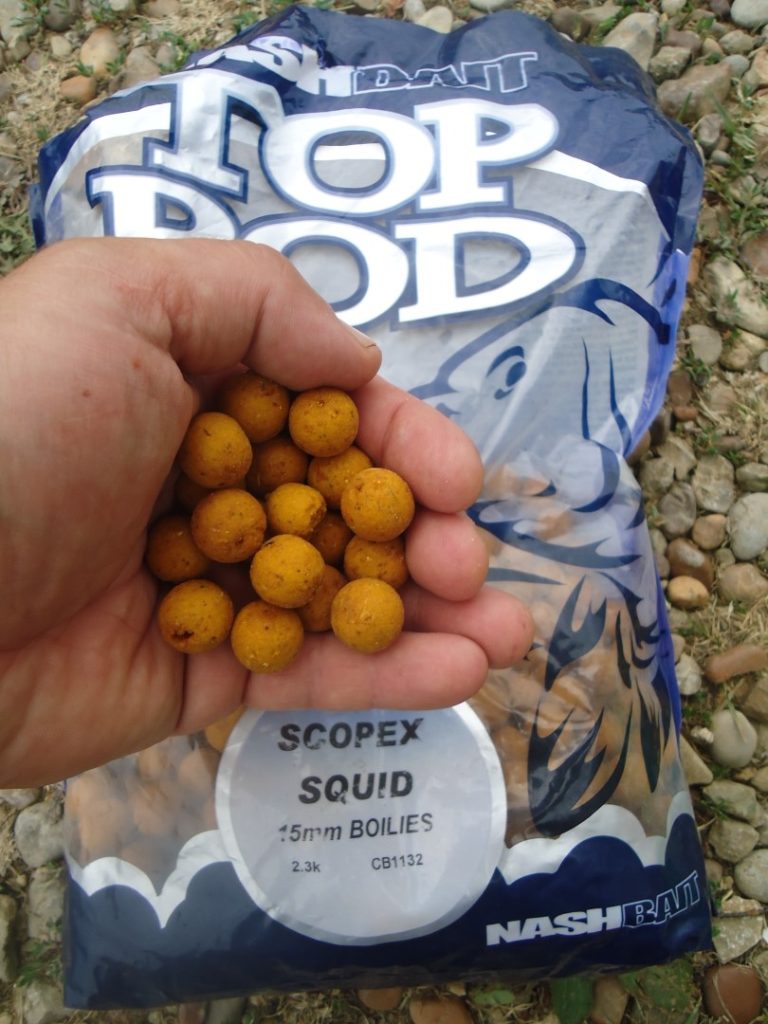 NASHBAIT
TOP
ROD
SCOPEX
SQUID
15mm BOILIES
2.3k CB1132
NASHBAIT